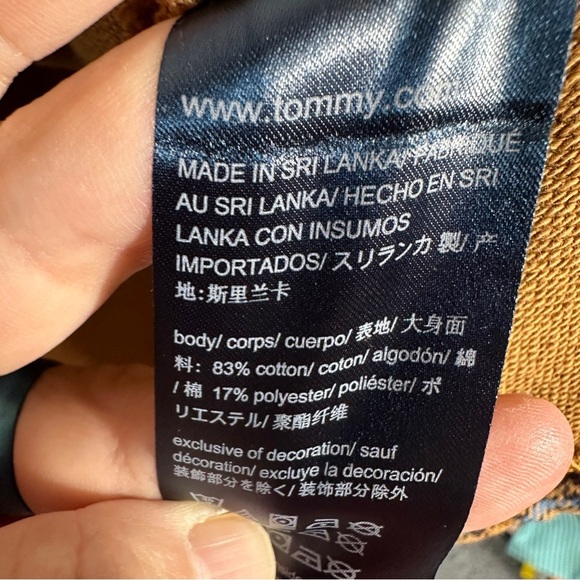 www.tommy.com
MADE IN SRI LANKA/ FABRIQUÉ
AU SRI LANKA/ HECHO EN SRI
LANKA CON INSUMOS
IMPORTADOS/ スリランカ 製/ 产
地:斯里兰卡
body/ corps/ cuerpo/ 表地/ 大身面
料: 83% cotton/ coton/ algodón/ 綿
/ 棉 17% polyester/ poliéster/ ポ
リエステル/ 聚酯纤维
exclusive of decoration/ sauf
décoration/ excluye la decoración/
装飾部分を除く/ 装饰部分除外